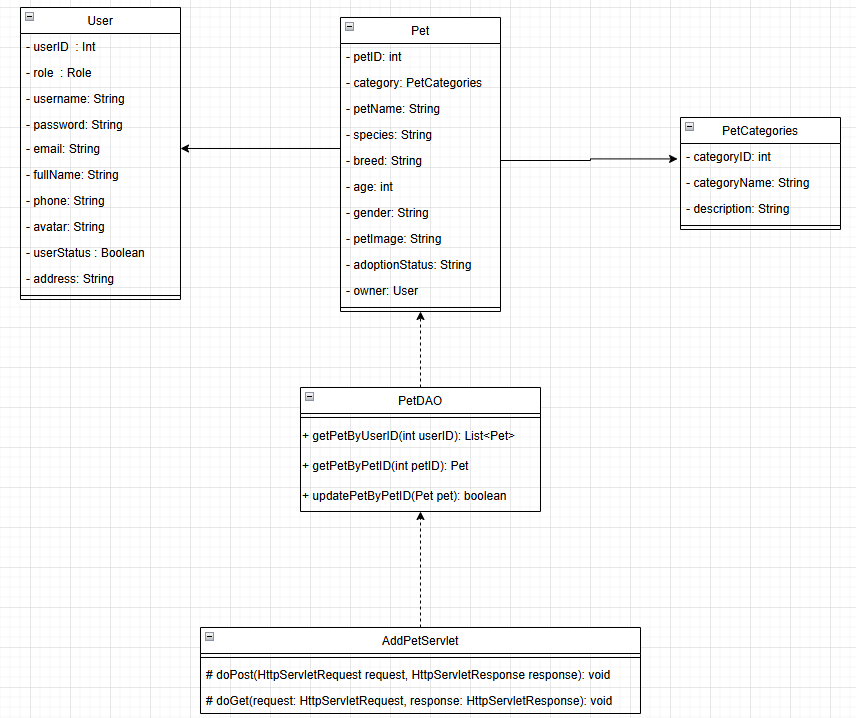 User
- userID  : Int
- role  : Role
- username: String
- password: String
- email: String
- fullName: String
- phone: String
- avatar: String
- userStatus : Boolean
- address: String
Pet
- petID: int
- category: PetCategories
- petName: String
- species: String
- breed: String
- age: int
- gender: String
- petImage: String
- adoptionStatus: String
- owner: User
PetCategories
- categoryID: int
- categoryName: String
- description: String
PetDAO
+ getPetByUserID(int userID): List<Pet>
+ getPetByPetID(int petID): Pet
+ updatePetByPetID(Pet pet): boolean
AddPetServlet
# doPost(HttpServletRequest request, HttpServletResponse response): void
# doGet(request: HttpServletRequest, response: HttpServletResponse): void